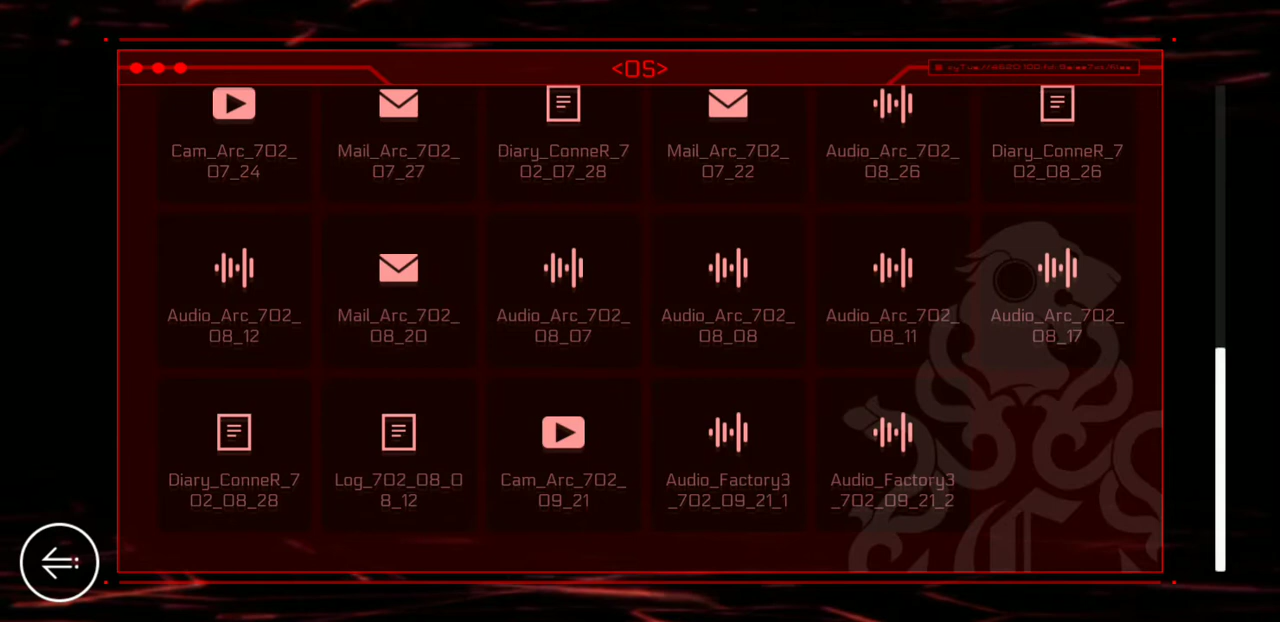 <OS>
Cam_Arc_702_
07_24
Mail_Arc_702_
07_27
Diary_ConneR_7
02_07_28
Mail_Arc_702_
07_22
Audio_Arc_702_
08_26
Diary_ConneR_7
02_08_26
Audio_Arc_702_
08_12
Mail_Arc_702_
08_20
Audio_Arc_702_
08_07
Audio_Arc_702_
08_08
Audio_Arc_702_
08_11
Audio_Arc_702_
08_17
Diary_ConneR_7
02_08_28
Log_702_08_0
8_12
Cam_Arc_702_
09_21
Audio_Factory3
_702_09_21_1
Audio_Factory3
_702_09_21_2